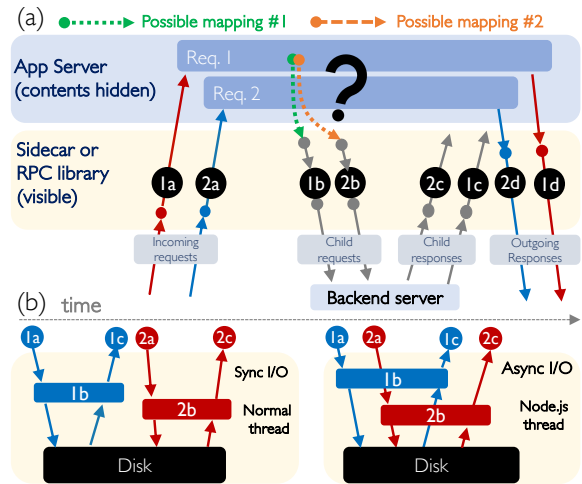 (a)
Possible mapping #1
Possible mapping #2
App Server
(contents hidden)
Req. 1
Req. 2
?
Sidecar or
RPC library
(visible)
1a
2a
1b
2b
2c
1c
2d
1d
Incoming
requests
Child
requests
Child
responses
Outgoing
Responses
Backend server
(b)
time
1a
1c
2a
2c
1b
2b
Sync I/O
Normal
thread
Disk
1a
2a
1c
2c
1b
2b
Async I/O
Node.js
thread
Disk